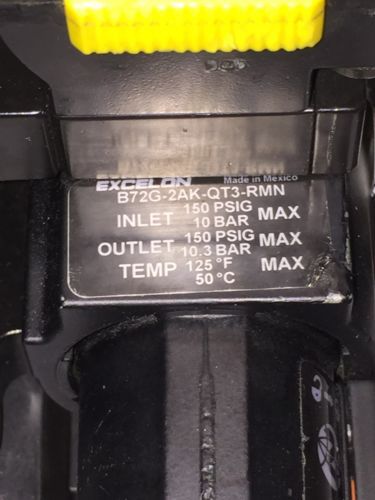 EXCELON Made in Mexico
B72G-2AK-QT3-RMN
INLET 150 PSIG 10 BAR MAX
OUTLET 150 PSIG 10.3 BAR MAX
TEMP 125 °F 50 °C MAX